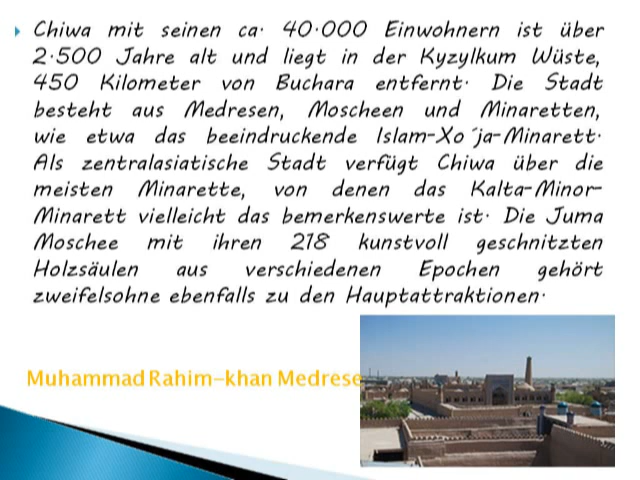 Chiwa mit seinen ca. 40.000 Einwohnern ist über
2.500 Jahre alt und liegt in der Kyzylkum Wüste,
450 Kilometer von Buchara entfernt. Die Stadt
besteht aus Medresen, Moscheen und Minaretten,
wie etwa das beeindruckende Islam-Xo´ja-Minarett.
Als zentralasiatische Stadt verfügt Chiwa über die
meisten Minarette, von denen das Kalta-Minor-
Minarett vielleicht das bemerkenswerte ist. Die Juma
Moschee mit ihren 218 kunstvoll geschnitzten
Holzsäulen aus verschiedenen Epochen gehört
zweifelsohne ebenfalls zu den Hauptattraktionen.
Muhammad Rahim-khan Medrese